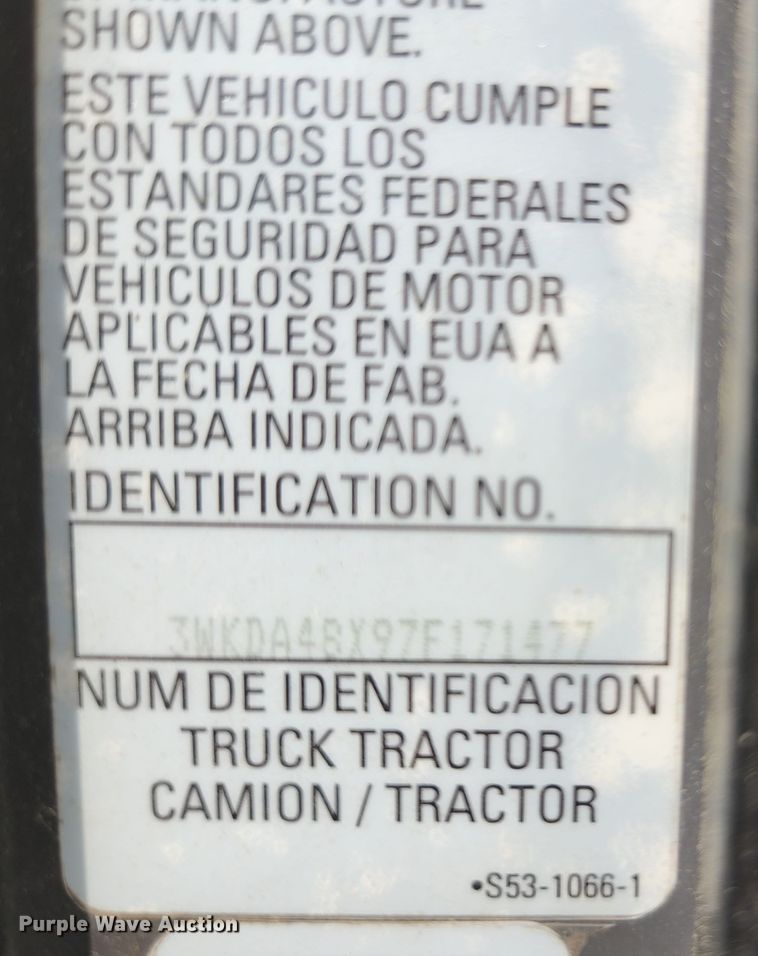 SHOWN ABOVE.
ESTE VEHICULO CUMPLE
CON TODOS LOS
ESTANDARES FEDERALES
DE SEGURIDAD PARA
VEHICULOS DE MOTOR
APLICABLES EN EUA A
LA FECHA DE FAB.
ARRIBA INDICADA.
IDENTIFICATION NO.
3WKDA4BX97F171477
NUM DE IDENTIFICACION
TRUCK TRACTOR
CAMION / TRACTOR
•S53-1066-1
Purple Wave Auction